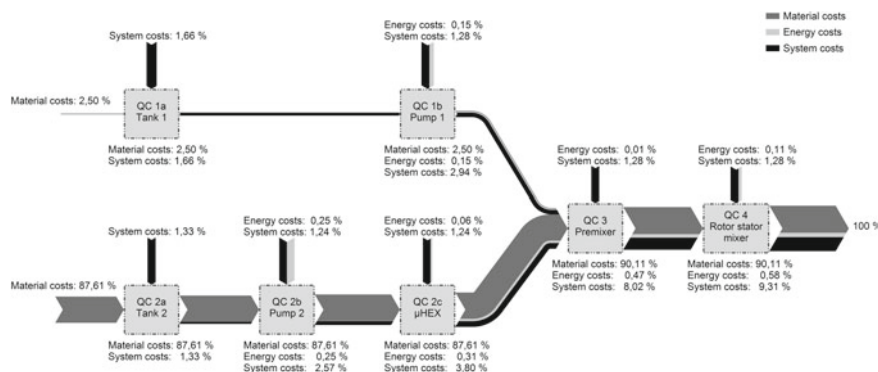 Material costs
Energy costs
System costs
System costs: 1,66 %
Energy costs: 0,15 %
System costs: 1,28 %
Material costs: 2,50 %
QC 1a
Tank 1
QC 1b
Pump 1
Material costs: 2,50 %
System costs: 1,66 %
Material costs: 2,50 %
Energy costs: 0,15 %
System costs: 2,94 %
Energy costs: 0,01 %
System costs: 1,28 %
Energy costs: 0,11 %
System costs: 1,28 %
QC 3
Premixer
QC 4
Rotor stator
mixer
100 %
Material costs: 90,11 %
Energy costs: 0,47 %
System costs: 8,02 %
Material costs: 90,11 %
Energy costs: 0,58 %
System costs: 9,31 %
System costs: 1,33 %
Energy costs: 0,25 %
System costs: 1,24 %
Energy costs: 0,06 %
System costs: 1,24 %
Material costs: 87,61 %
QC 2a
Tank 2
QC 2b
Pump 2
QC 2c
µHEX
Material costs: 87,61 %
System costs: 1,33 %
Material costs: 87,61 %
Energy costs: 0,25 %
System costs: 2,57 %
Material costs: 87,61 %
Energy costs: 0,31 %
System costs: 3,80 %